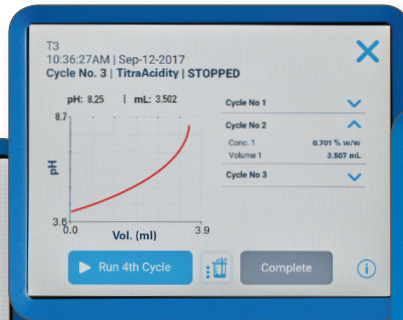 T3
10:36:27AM | Sep-12-2017
Cycle No. 3 | TitraAcidity | STOPPED
pH: 8.25 | mL: 3.502
8.7
pH
3.6
0.0
3.9
Vol. (ml)
Cycle No 1
Cycle No 2
Conc. 1 0.701 % w/w
Volume 1 3.507 mL
Cycle No 3
Run 4th Cycle
Complete
i